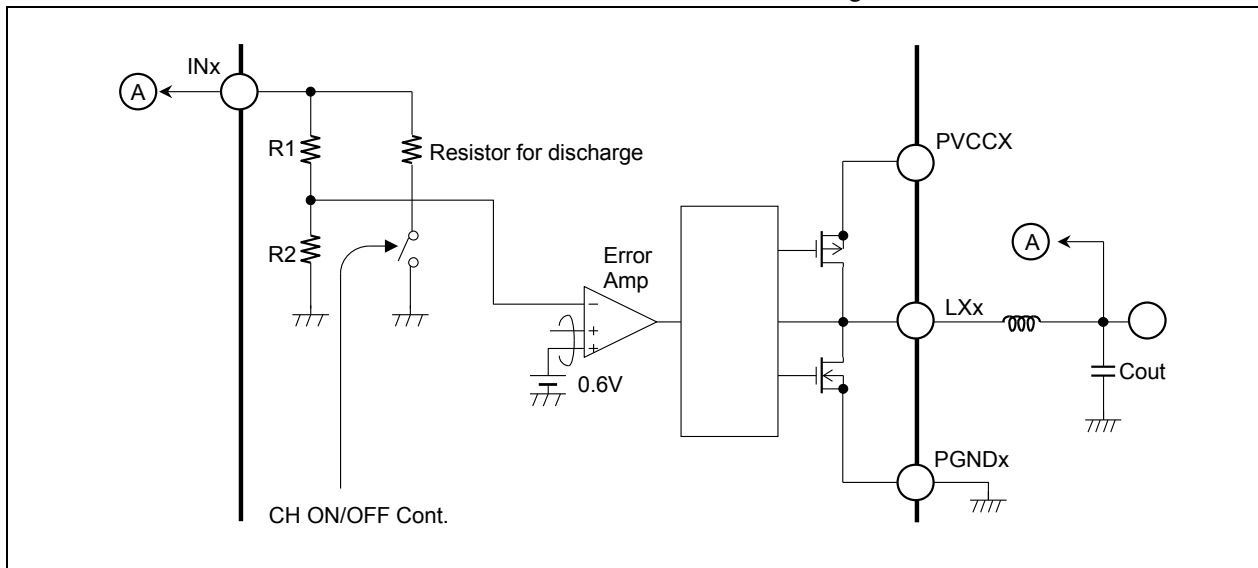 INx
A
R1
Resistor for discharge
PVCCX
R2
A
Error
Amp
LXx
−
+
+
0.6V
Cout
PGNDx
CH ON/OFF Cont.